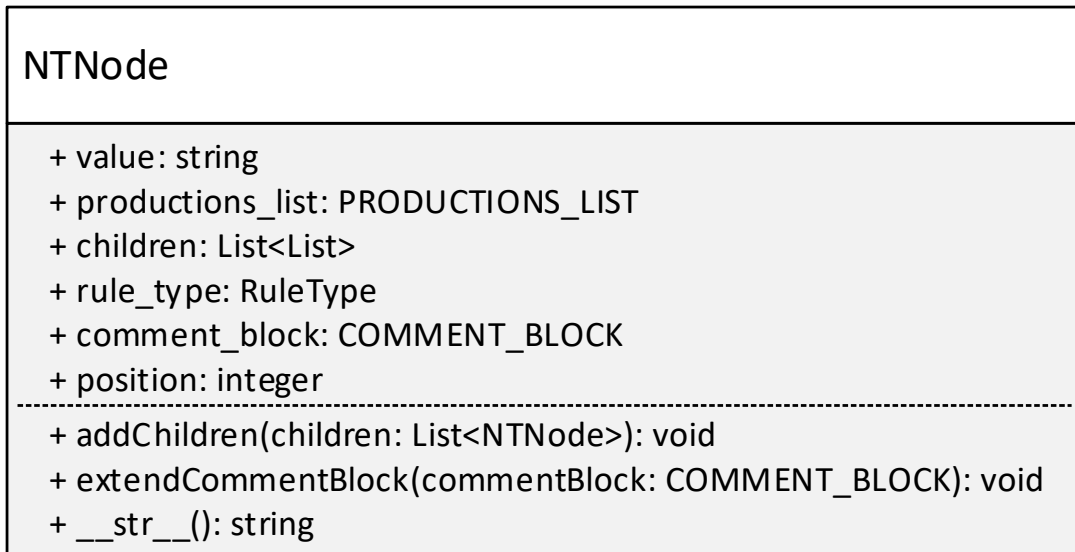 NTNode
+ value: string
+ productions_list: PRODUCTIONS_LIST
+ children: List<List>
+ rule_type: RuleType
+ comment_block: COMMENT_BLOCK
+ position: integer
+ addChildren(children: List<NTNode>): void
+ extendCommentBlock(commentBlock: COMMENT_BLOCK): void
+ __str__(): string